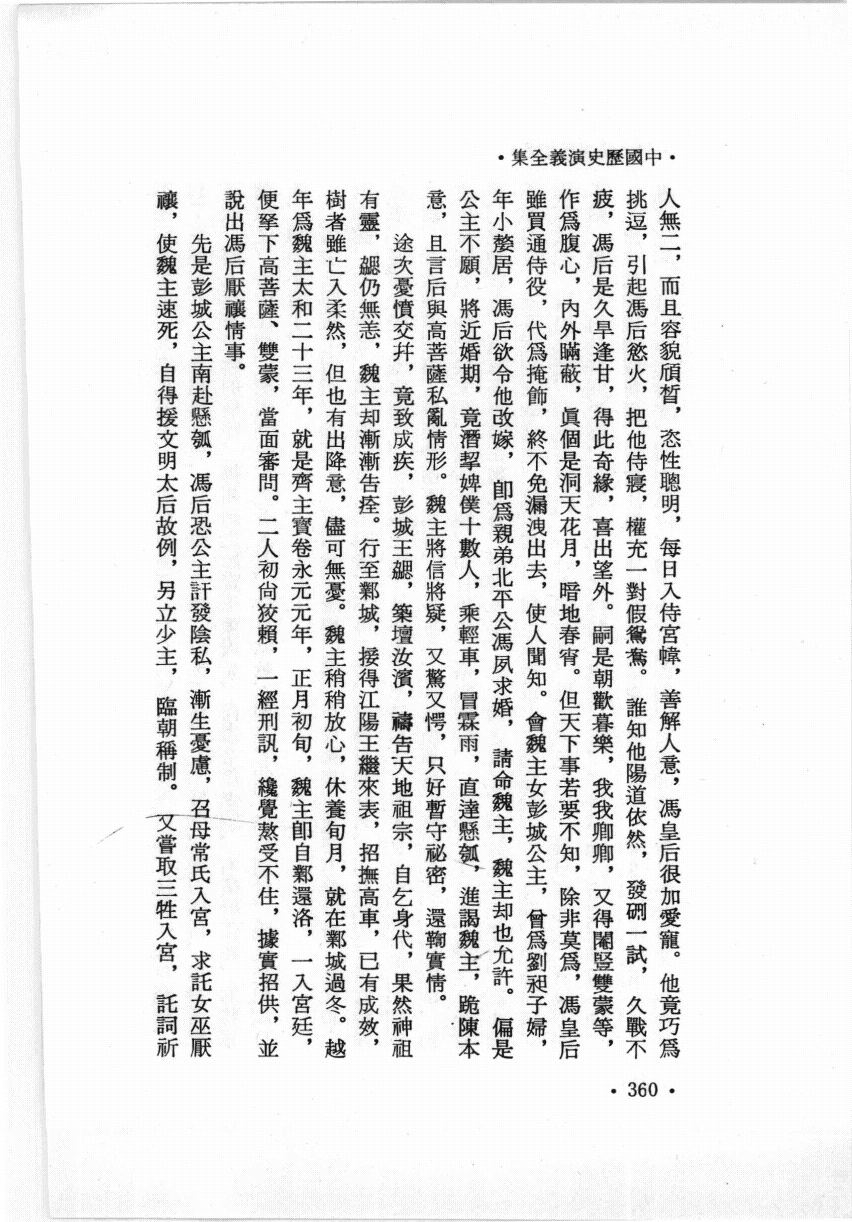 •中國歷史演義全集•
人無二，而且容貌頎皙，恣性聰明，每日入侍宮幃，善解人意，馮皇后很加愛寵。他竟巧爲
挑逗，引起馮后慾火，把他侍寢，權充一對假鴛鴦。誰知他陽道依然，發硎一試，久戰不
疲，馮后是久旱逢甘，得此奇緣，喜出望外。嗣是朝歡暮樂，我我卿卿，又得閹豎雙蒙等，
作爲腹心，內外瞞蔽，眞個是洞天花月，暗地春宵。但天下事若要不知，除非莫爲，馮皇后
雖買通侍役，代爲掩飾，終不免漏洩出去，使人聞知。會魏主女彭城公主，曾爲劉昶子婦，
年小嫠居，馮后欲令他改嫁，卽爲親弟北平公馮夙求婚，請命魏主，魏主却也允許。偏是
公主不願，將近婚期，竟潛挈婢僕十數人，乘輕車，冒霖雨，直達懸瓠，進謁魏主，跪陳本
意，且言后與高菩薩私亂情形。魏主將信將疑，又驚又愕，只好暫守祕密，還鞠實情。
途次憂憤交幷，竟致成疾，彭城王勰，築壇汝濱，禱告天地祖宗，自乞身代，果然神祖
有靈，勰仍無恙，魏主却漸漸告痊。行至鄴城，接得江陽王繼來表，招撫高車，已有成效，
樹者雖亡入柔然，但也有出降意，儘可無憂。魏主稍稍放心，休養旬月，就在鄴城過冬。越
年爲魏主太和二十三年，就是齊主寶卷永元元年，正月初旬，魏主卽自鄴還洛，一入宮廷，
便拏下高菩薩、雙蒙，當面審問。二人初尙狡賴，一經刑訊，纔覺熬受不住，據實招供，並
說出馮后厭禳情事。
先是彭城公主南赴懸瓠，馮后恐公主訐發陰私，漸生憂慮，召母常氏入宮，求託女巫厭
禳，使魏主速死，自得援文明太后故例，另立少主，臨朝稱制。又嘗取三牲入宮，託詞祈
•360•